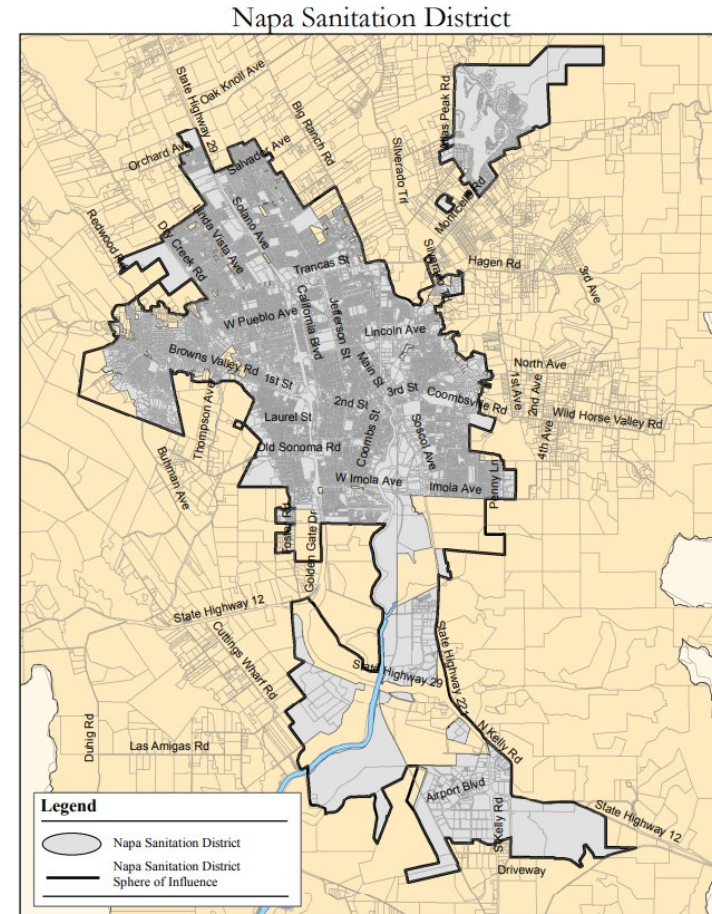 Napa Sanitation District
State Highway 29
Oak Knoll Ave
Big Ranch Rd
Atlas Peak Rd
Orchard Ave
Salvador Ave
Silverado Trl
Monticello Rd
Redwood Rd
Dry Creek Rd
Linda Vista Ave
Solano Ave
Trancas St
Silverado Trl
Hagen Rd
3rd Ave
W Pueblo Ave
California Blvd
Jefferson St
Lincoln Ave
Main St
Browns Valley Rd
1st St
North Ave
1st Ave
2nd Ave
Thompson Ave
2nd St
3rd St
Coombsville Rd
Wild Horse Valley Rd
Laurel St
Coombs St
Soscol Ave
4th Ave
Old Sonoma Rd
Buhman Ave
W Imola Ave
Imola Ave
Penny Ln
Foster Rd
Golden Gate Dr
State Highway 12
Cuttings Wharf Rd
State Highway 29
State Highway 221
Duhig Rd
Las Amigas Rd
N Kelly Rd
Airport Blvd
S Kelly Rd
State Highway 12
Driveway
Legend
Napa Sanitation District
Napa Sanitation District
Sphere of Influence